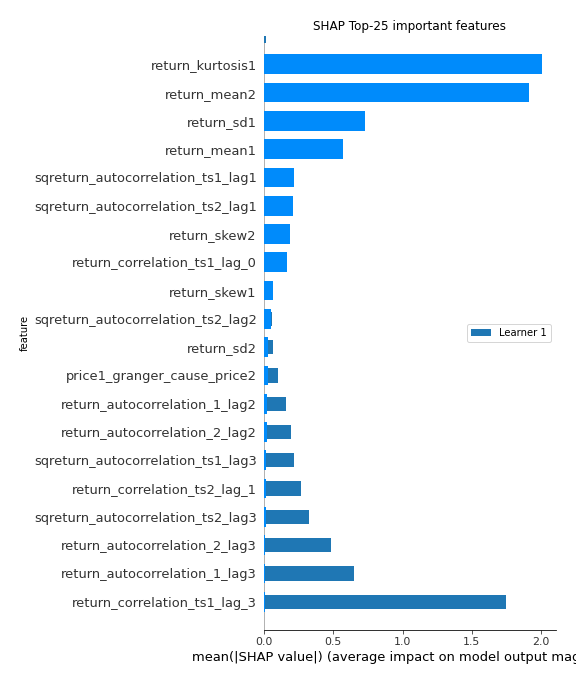 SHAP Top-25 important features
return_kurtosis1
return_mean2
return_sd1
return_mean1
sqreturn_autocorrelation_ts1_lag1
sqreturn_autocorrelation_ts2_lag1
return_skew2
return_correlation_ts1_lag_0
return_skew1
sqreturn_autocorrelation_ts2_lag2
return_sd2
price1_granger_cause_price2
return_autocorrelation_1_lag2
return_autocorrelation_2_lag2
sqreturn_autocorrelation_ts1_lag3
return_correlation_ts2_lag_1
sqreturn_autocorrelation_ts2_lag3
return_autocorrelation_2_lag3
return_autocorrelation_1_lag3
return_correlation_ts1_lag_3
feature
Learner 1
0.0 0.5 1.0 1.5 2.0
mean(|SHAP value|) (average impact on model output mag